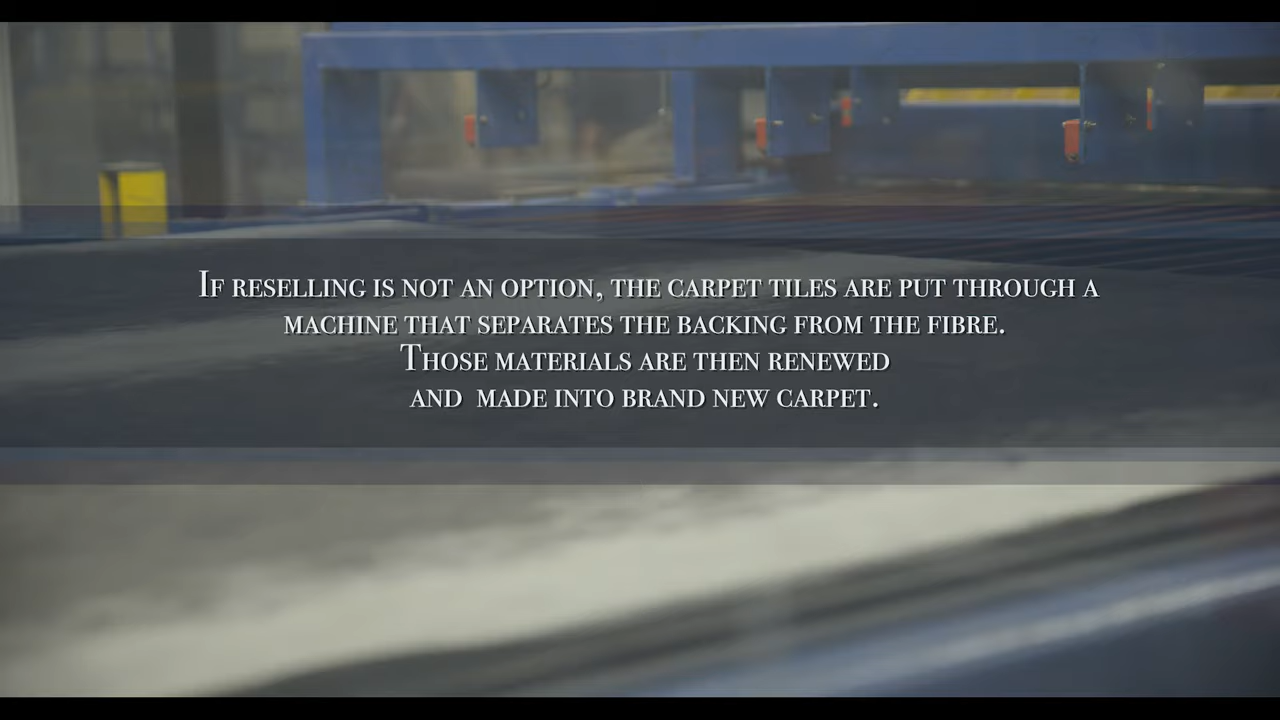 If reselling is not an option, the carpet tiles are put through a
machine that separates the backing from the fibre.
Those materials are then renewed
and made into brand new carpet.